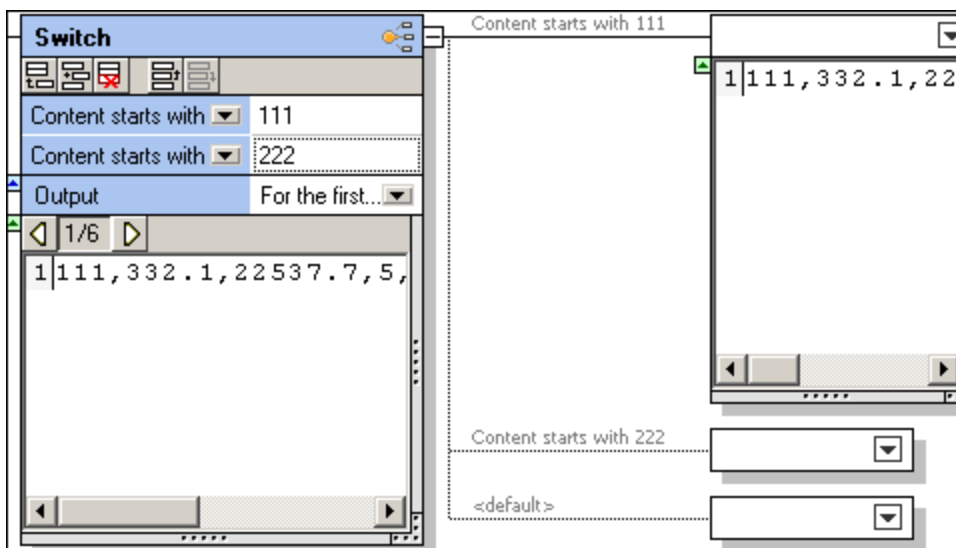 Switch
Content starts with 111
Content starts with 222
Output For the first...
1/6
1 111,332.1,22537.7,5,
Content starts with 111
1 111,332.1,22
Content starts with 222
<default>